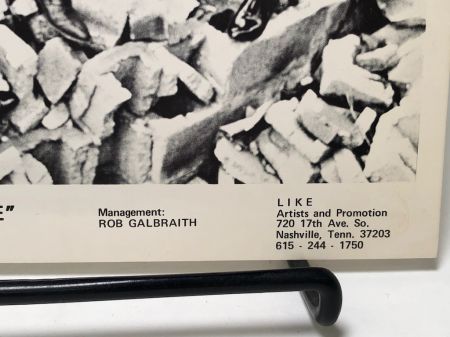 E"
Management:
ROB GALBRAITH
LIKE
Artists and Promotion
720 17th Ave. So.
Nashville, Tenn. 37203
615 - 244 - 1750